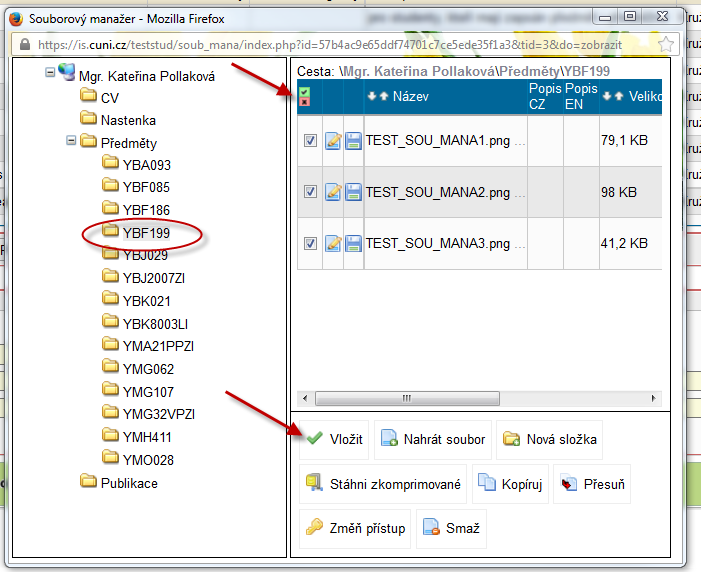 Souborový manažer - Mozilla Firefox
https://is.cuni.cz/teststud/soub_mana/index.php?id=57b4ac9e65ddf74701c7ce5ede35f1a3&tid=3&do=zobrazit
Mgr. Kateřina Pollaková
CV
Nastenka
Předměty
YBA093
YBF085
YBF186
YBF199
YBJ029
YBJ2007ZI
YBK021
YBK8003LI
YMA21PPZI
YMG062
YMG107
YMG32VPZI
YMH411
YMO028
Publikace
Cesta: \Mgr. Kateřina Pollaková\Předměty\YBF199
Název Popis CZ Popis EN Veliko
TEST_SOU_MANA1.png ... 79,1 KB
TEST_SOU_MANA2.png ... 98 KB
TEST_SOU_MANA3.png ... 41,2 KB
Vložit Nahrát soubor Nová složka
Stáhni zkomprimované Kopíruj Přesuň
Změň přístup Smaž